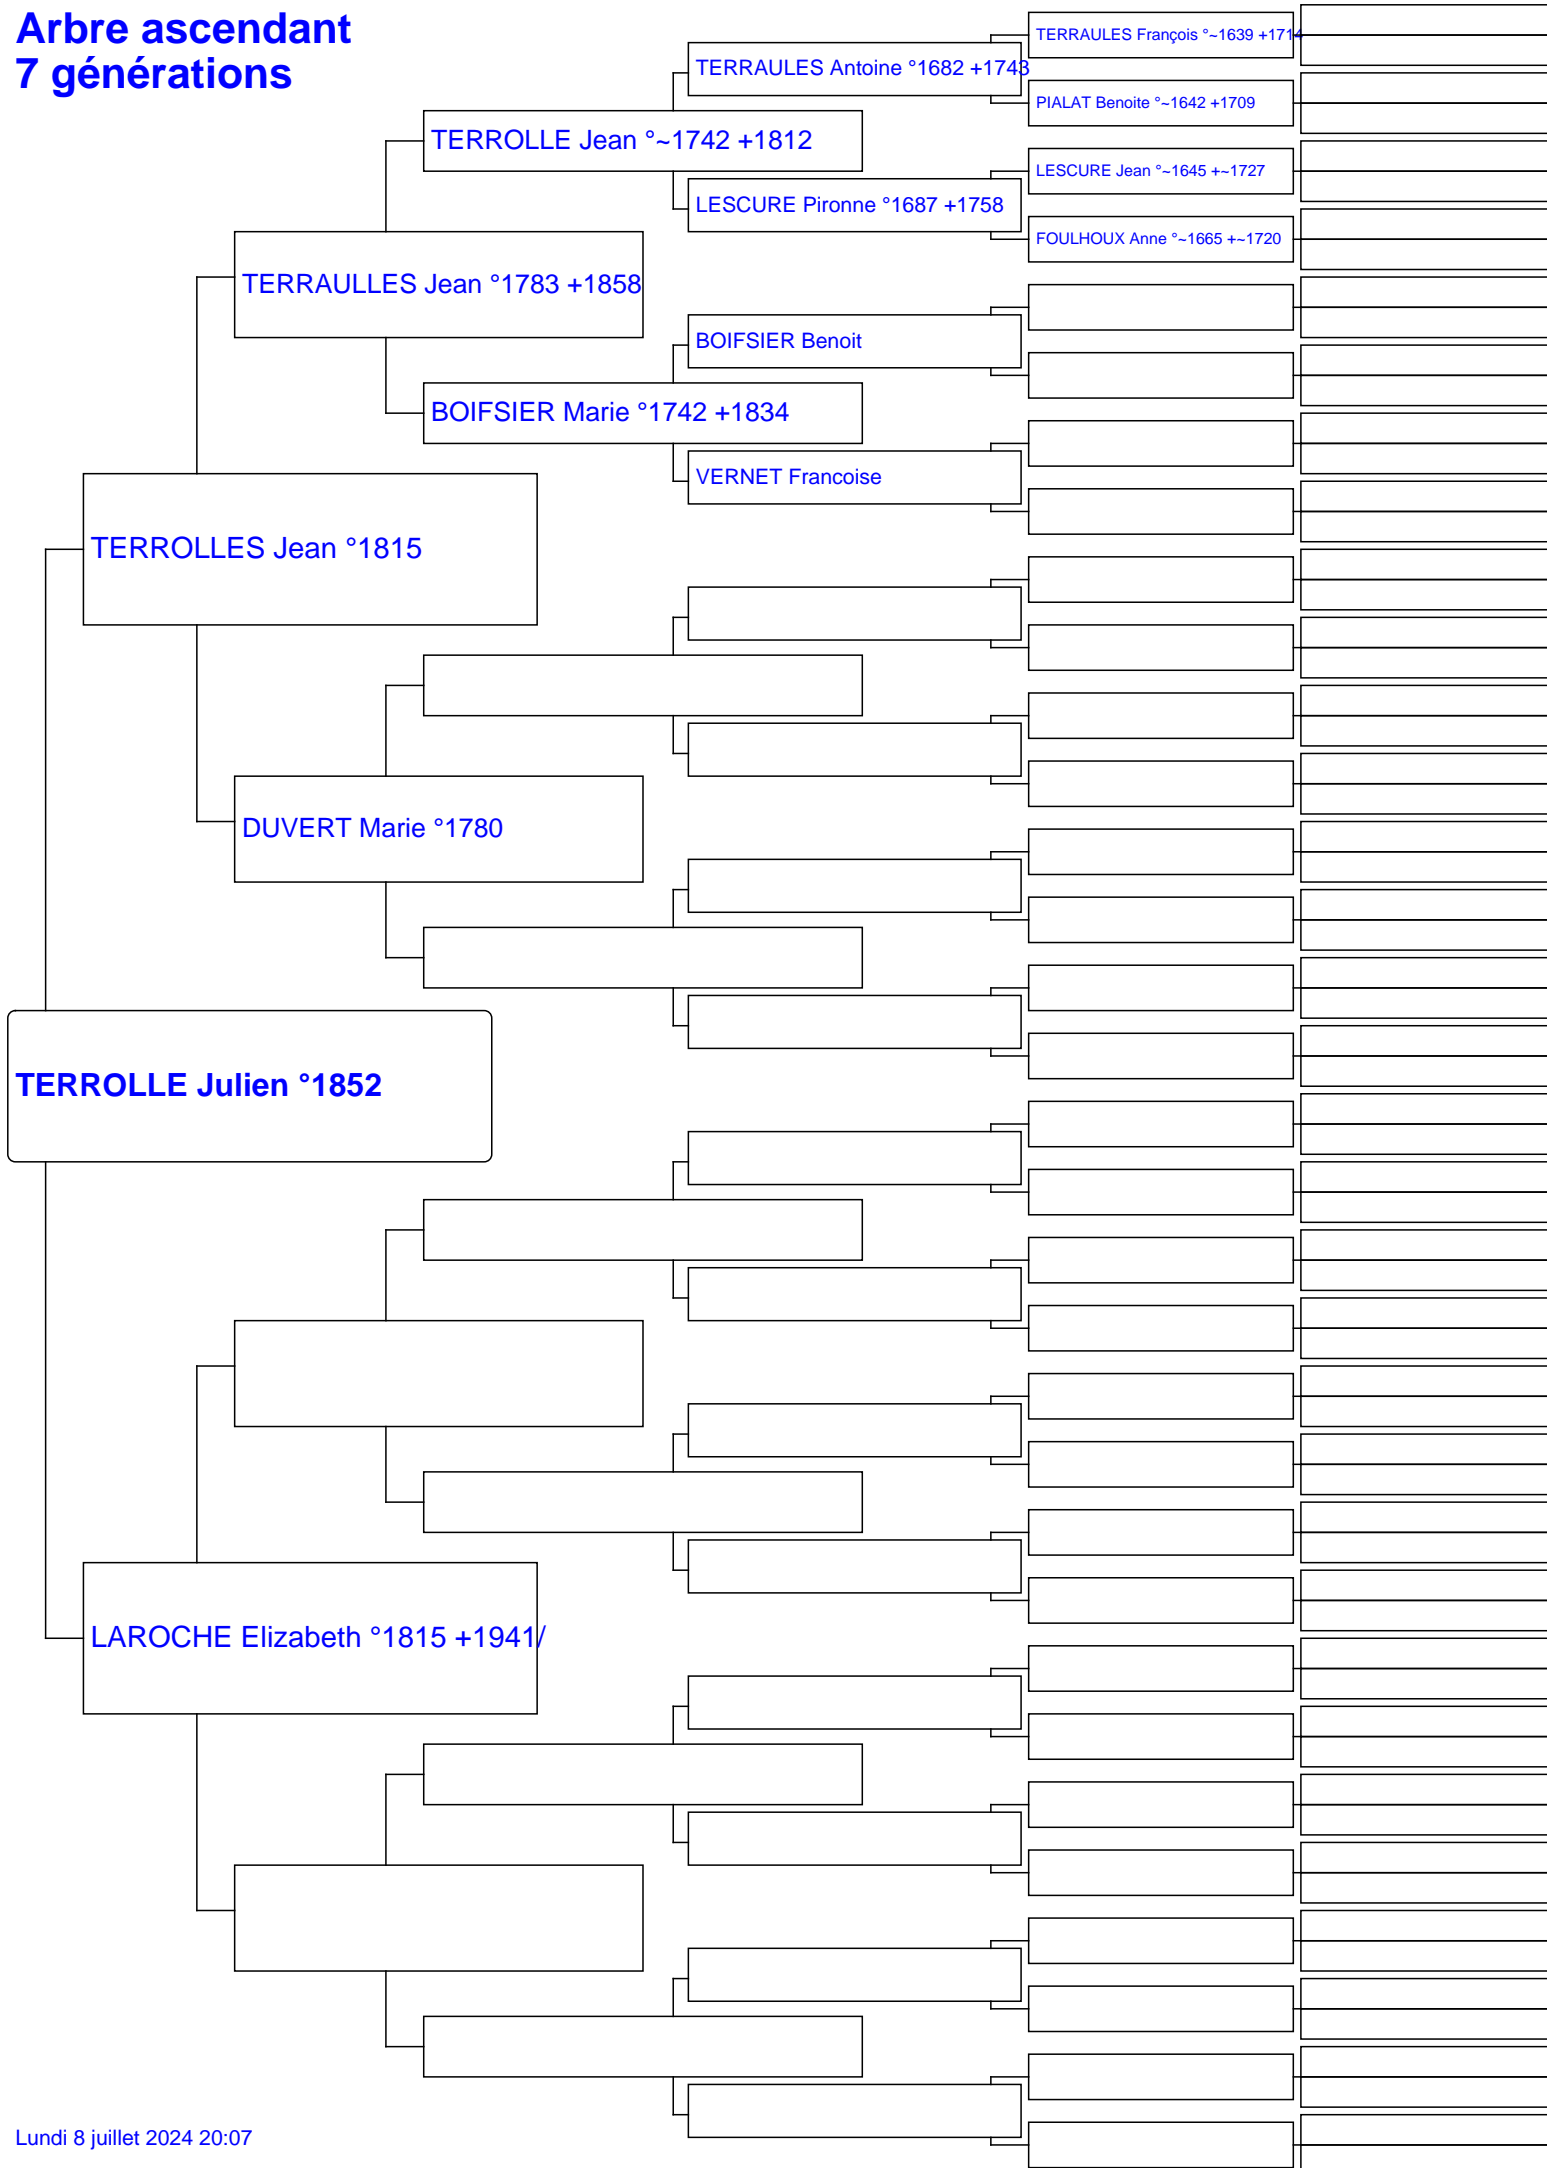 Arbre ascendant
7 générations
TERRAULES François °~1639 +1714
TERRAULES Antoine °1682 +1743
PIALAT Benoite °~1642 +1709
TERROLLE Jean °~1742 +1812
LESCURE Jean °~1645 +~1727
LESCURE Pironne °1687 +1758
FOULHOUX Anne °~1665 +~1720
TERRAULLES Jean °1783 +1858
BOIFSIER Benoit
BOIFSIER Marie °1742 +1834
VERNET Francoise
TERROLLES Jean °1815
DUVERT Marie °1780
TERROLLE Julien °1852
LAROCHE Elizabeth °1815 +1941/
Lundi 8 juillet 2024 20:07